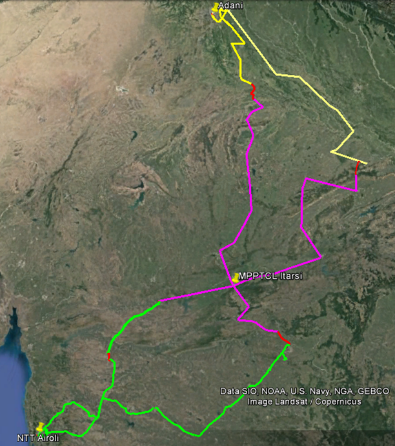 Adani
MPPTCL Itarsi
Data SIO, NOAA, U.S. Navy, NGA, GEBCO
Image Landsat / Copernicus
NTT Airoli